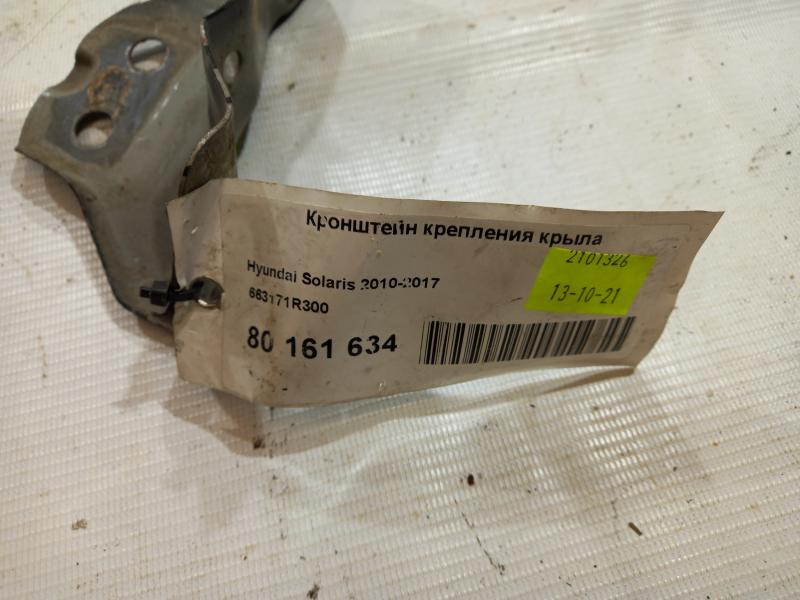 Кронштейн крепления крыла
Hyundai Solaris 2010-2017
663171R300
80 161 634
2101326
13-10-21